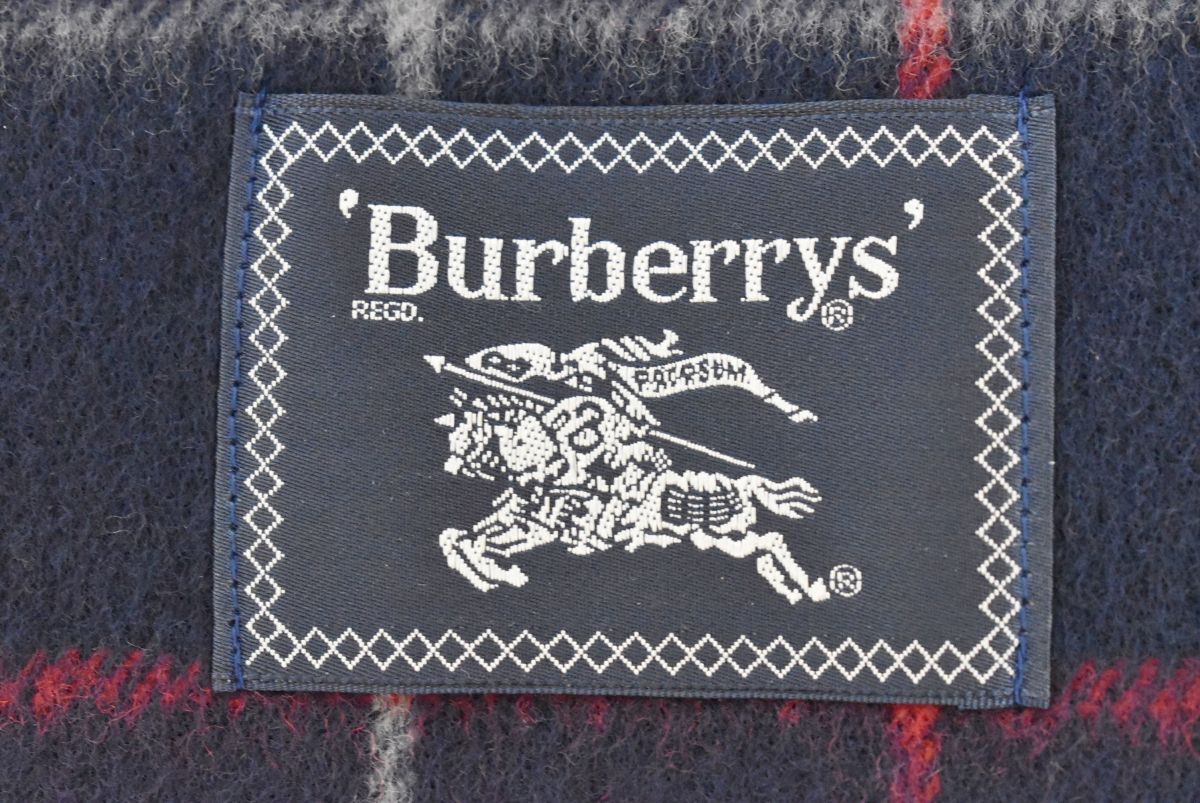 'Burberrys'
REGD. ®
PRORSUM
®